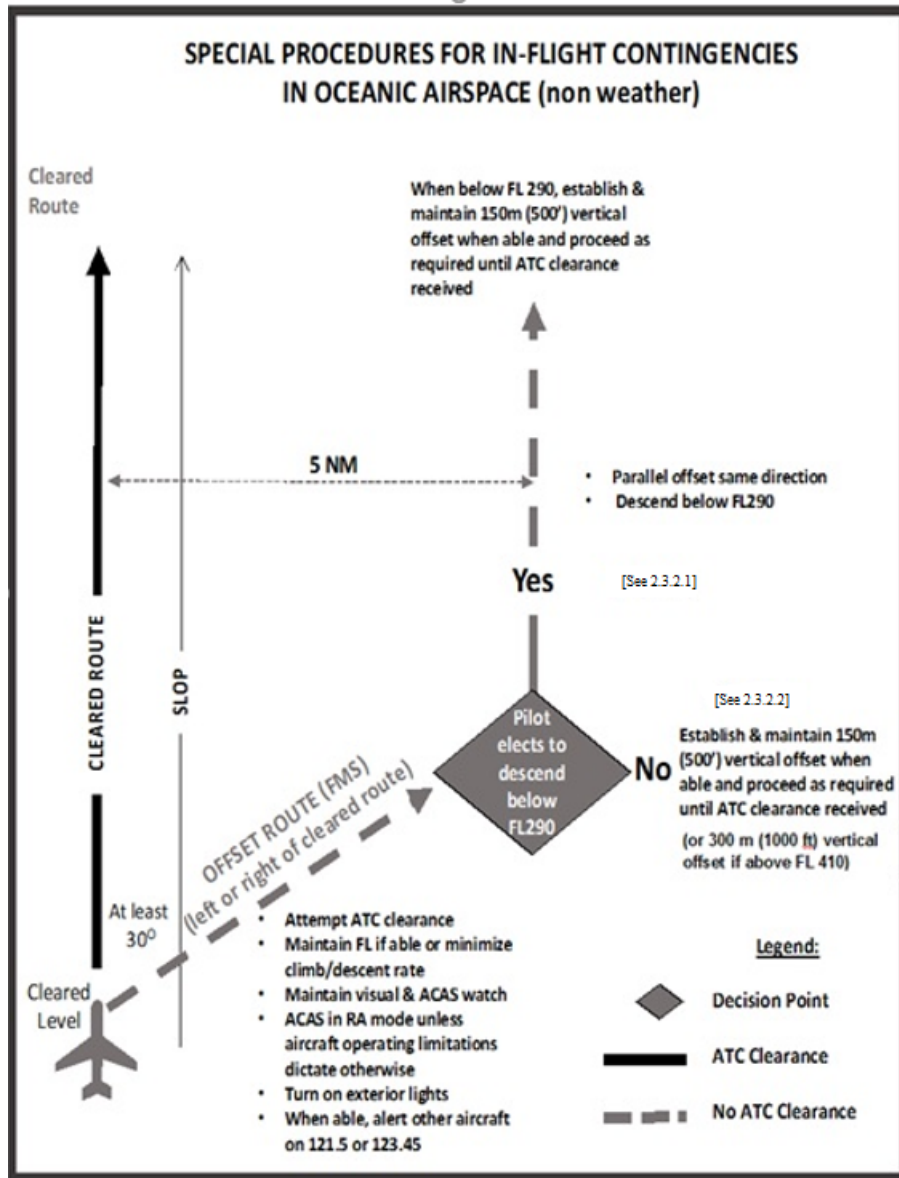 SPECIAL PROCEDURES FOR IN-FLIGHT CONTINGENCIES
IN OCEANIC AIRSPACE (non weather)
Cleared
Route
When below FL 290, establish &
maintain 150m (500') vertical
offset when able and proceed as
required until ATC clearance
received
5 NM
• Parallel offset same direction
• Descend below FL290
Yes
[See 2.3.2.1]
CLEARED ROUTE
SLOP
[See 2.3.2.2]
Pilot
elects to
descend
below
FL290
No
Establish & maintain 150m
(500') vertical offset when
able and proceed as required
until ATC clearance received
(or 300 m (1000 ft) vertical
offset if above FL 410)
OFFSET ROUTE (FMS)
(left or right of cleared route)
At least
30⁰
Cleared
Level
• Attempt ATC clearance
• Maintain FL if able or minimize
climb/descent rate
• Maintain visual & ACAS watch
• ACAS in RA mode unless
aircraft operating limitations
dictate otherwise
• Turn on exterior lights
• When able, alert other aircraft
on 121.5 or 123.45
Legend:
Decision Point
ATC Clearance
No ATC Clearance